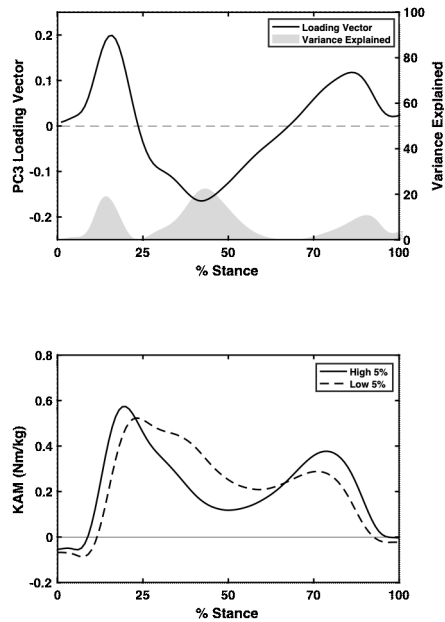 0.2
0.1
0
-0.1
-0.2
PC3 Loading Vector
Loading Vector
Variance Explained
100
80
60
40
20
0
Variance Explained
0 25 50 70 100
% Stance
0.8
0.6
0.4
0.2
0
-0.2
KAM (Nm/kg)
High 5%
Low 5%
0 25 50 70 100
% Stance